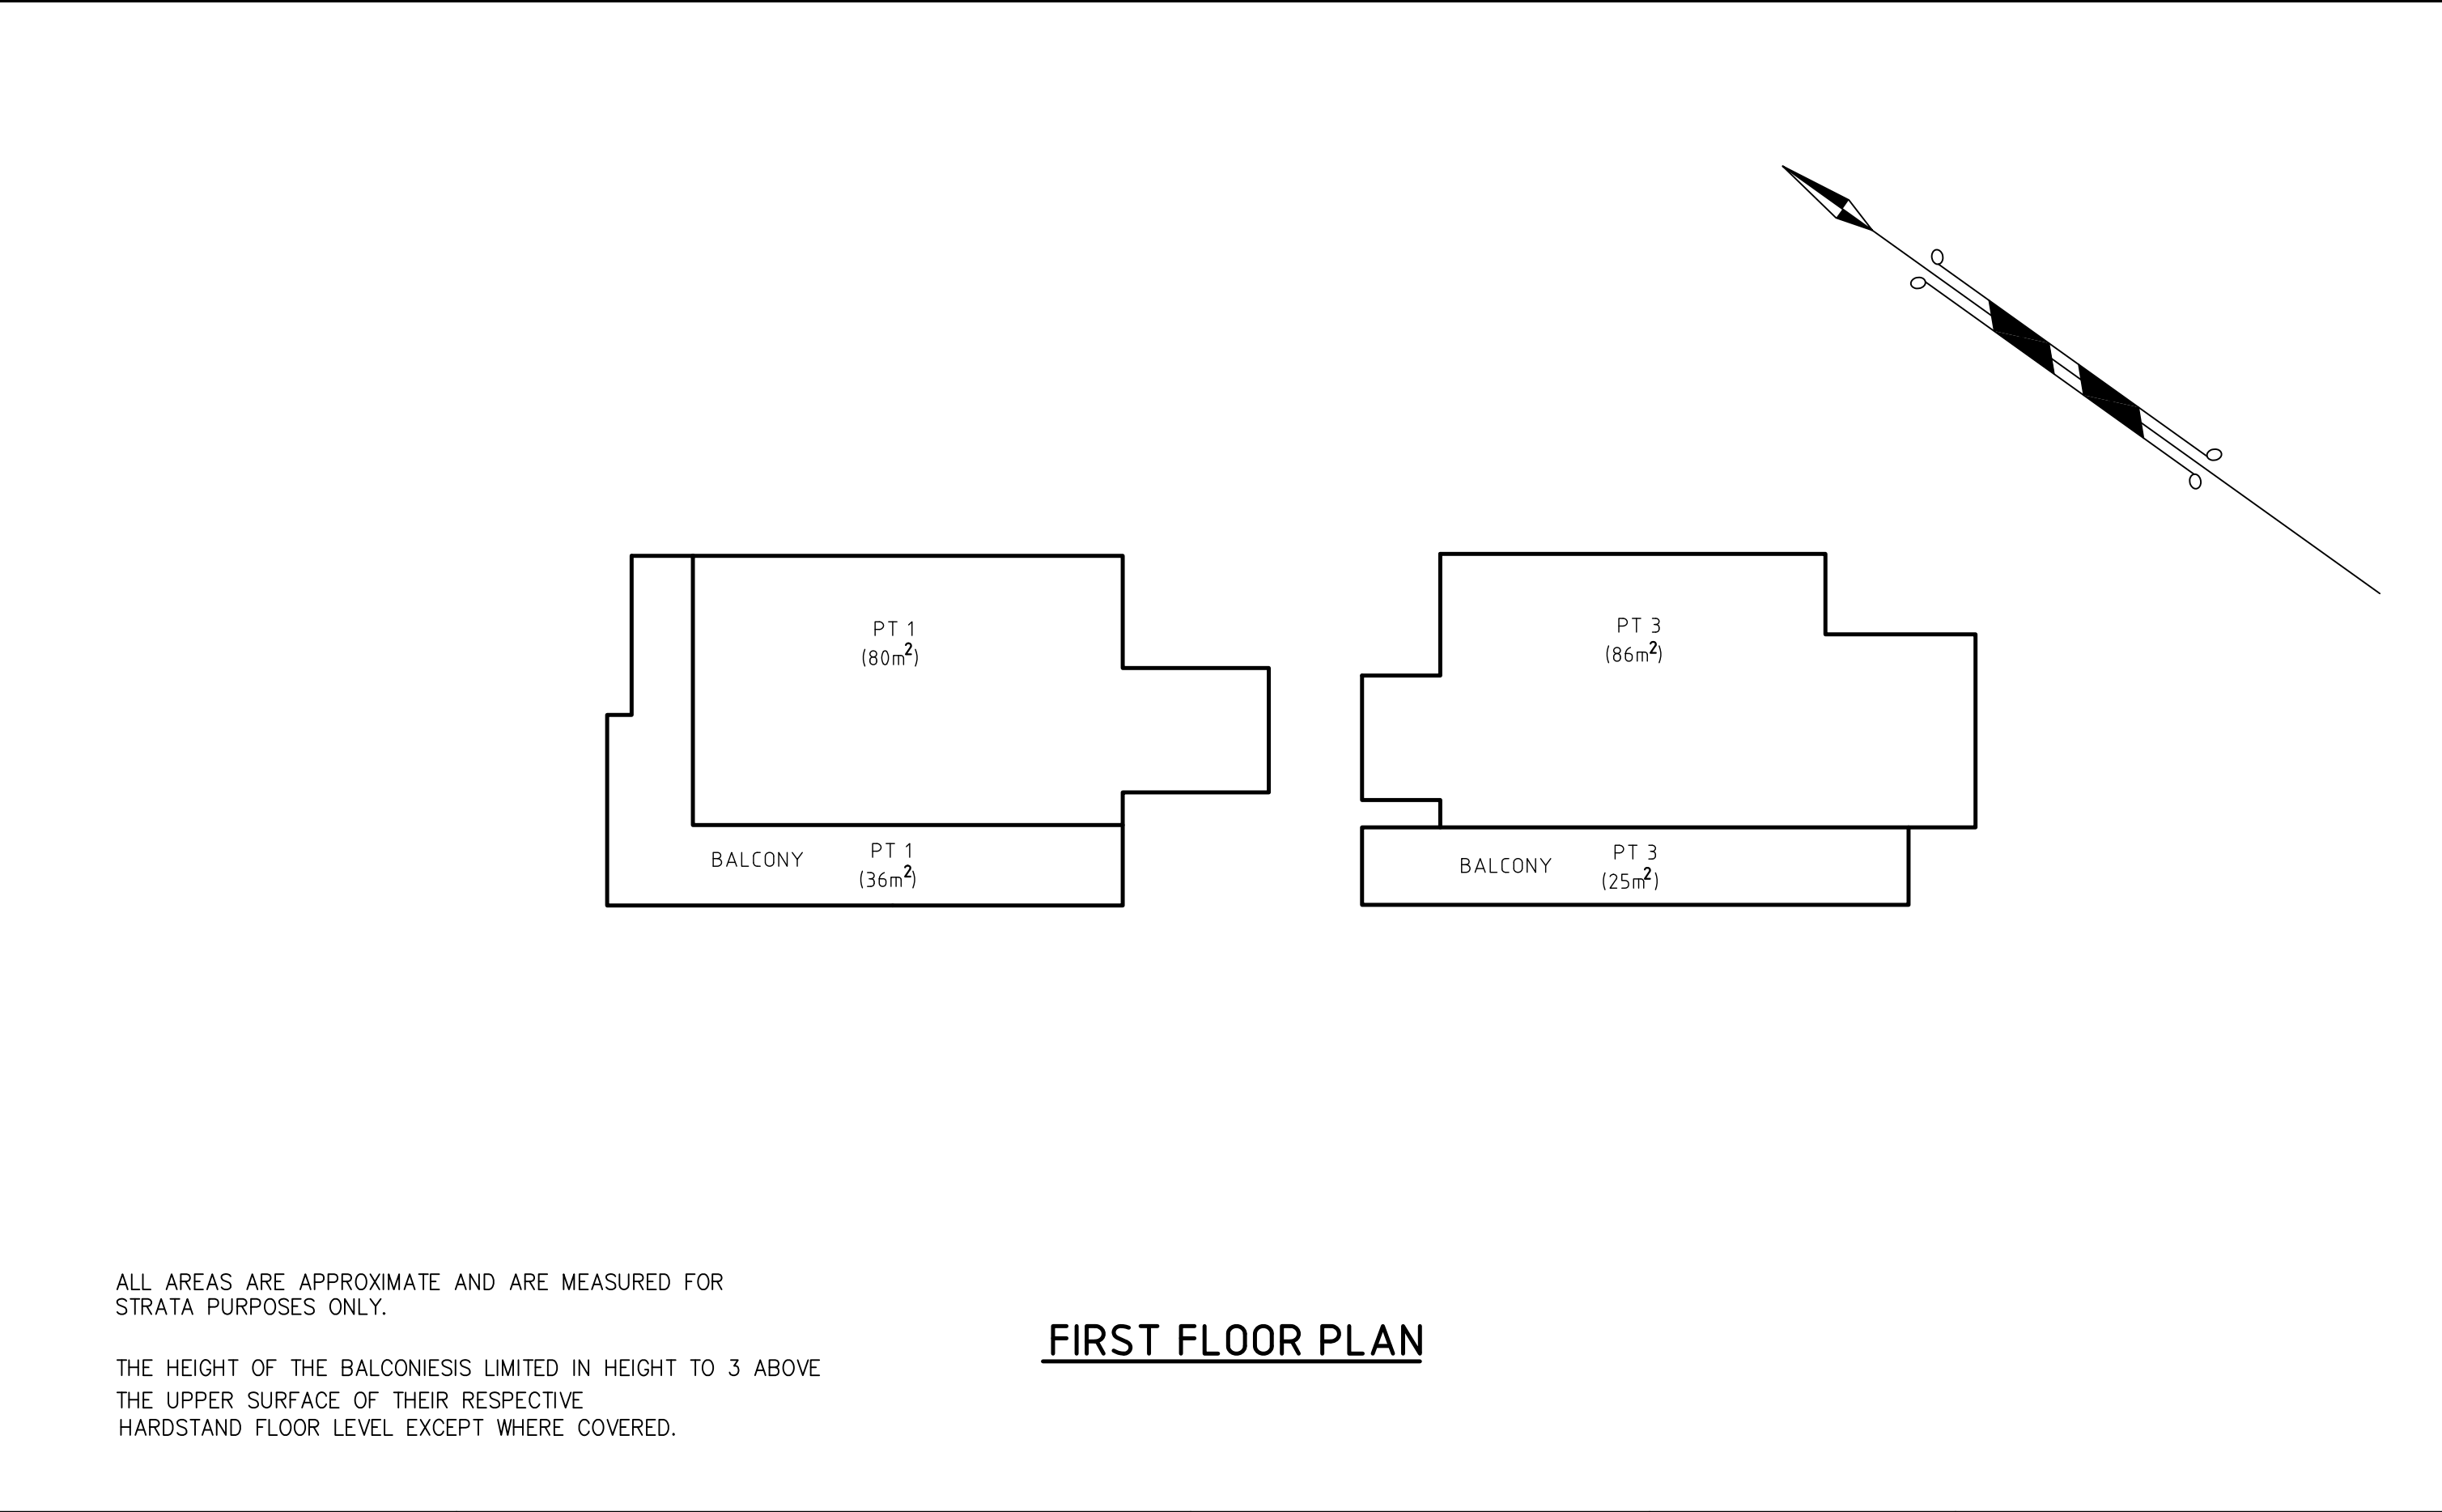 PT 1
(80m²)
PT 3
(86m²)
BALCONY
PT 1
(36m²)
BALCONY
PT 3
(25m²)
ALL AREAS ARE APPROXIMATE AND ARE MEASURED FOR
STRATA PURPOSES ONLY.
THE HEIGHT OF THE BALCONIESIS LIMITED IN HEIGHT TO 3 ABOVE
THE UPPER SURFACE OF THEIR RESPECTIVE
HARDSTAND FLOOR LEVEL EXCEPT WHERE COVERED.
FIRST FLOOR PLAN